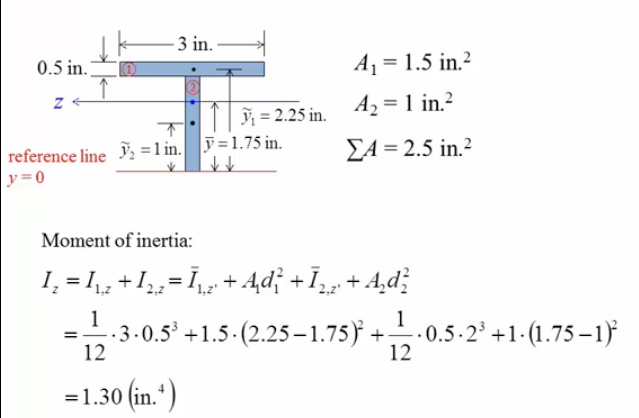 3 in.
0.5 in.
①
②
z
ỹ₁ = 2.25 in.
ỹ₂ = 1 in.
ȳ = 1.75 in.
reference line
y = 0
A₁ = 1.5 in.²
A₂ = 1 in.²
∑A = 2.5 in.²
Moment of inertia:
I_z = I_{1,z} + I_{2,z} = Ī_{1,z'} + A₁d₁² + Ī_{2,z'} + A₂d₂²
= 1/12 · 3 · 0.5³ + 1.5 · (2.25 − 1.75)² + 1/12 · 0.5 · 2³ + 1 · (1.75 − 1)²
= 1.30 (in.⁴)